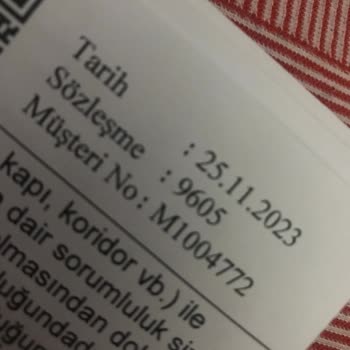 Tarih : 25.11.2023
Sözleşme : 9605
Müşteri No : M1004772
kapı, koridor vb.) ile
dair sorumluluk